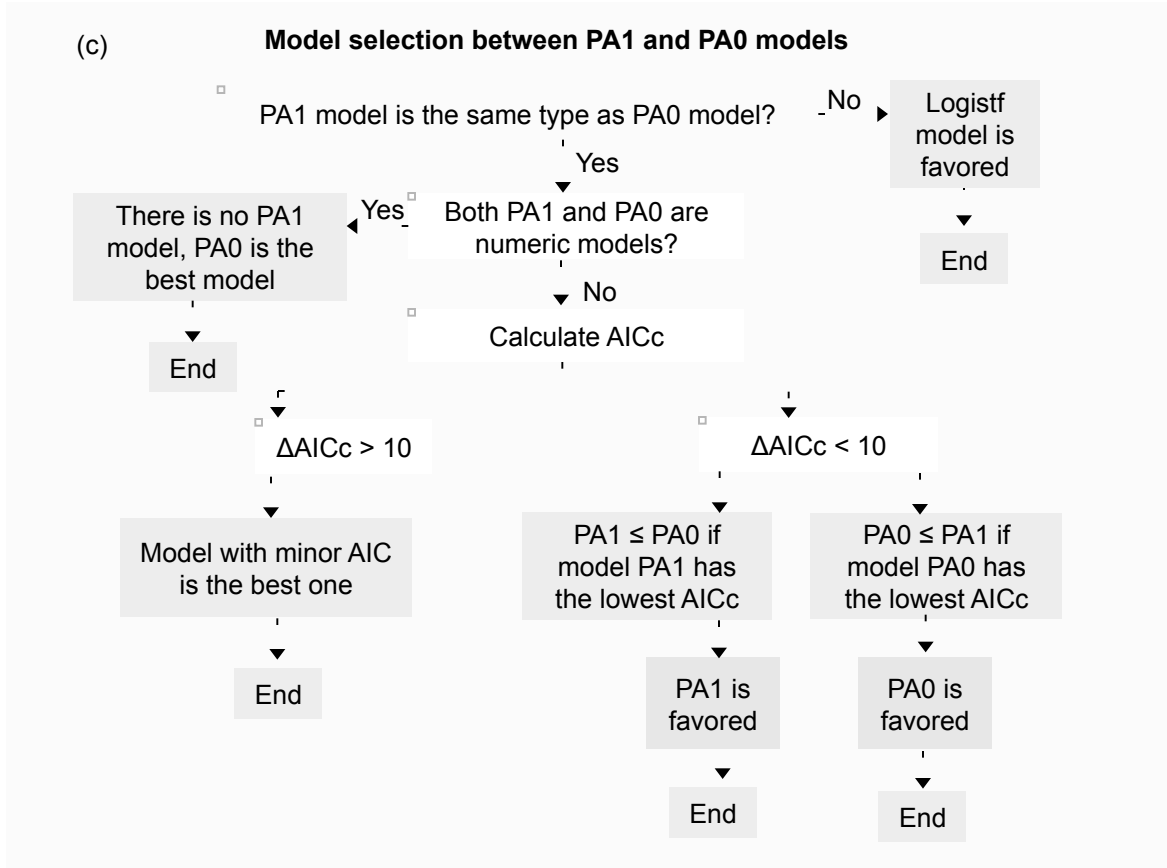 (c)
Model selection between PA1 and PA0 models
PA1 model is the same type as PA0 model?
No
Logistf
model is
favored
End
Yes
Both PA1 and PA0 are
numeric models?
Yes
There is no PA1
model, PA0 is the
best model
End
No
Calculate AICc
ΔAICc > 10
Model with minor AIC
is the best one
End
ΔAICc < 10
PA1 ≤ PA0 if
model PA1 has
the lowest AICc
PA1 is
favored
End
PA0 ≤ PA1 if
model PA0 has
the lowest AICc
PA0 is
favored
End